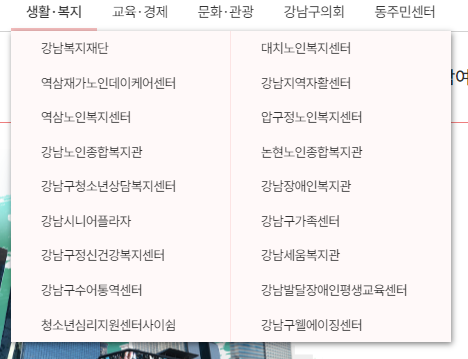 생활·복지 교육·경제 문화·관광 강남구의회 동주민센터
강남복지재단 대치노인복지센터
역삼재가노인데이케어센터 강남지역자활센터
역삼노인복지센터 압구정노인복지센터
강남노인종합복지관 논현노인종합복지관
강남구청소년상담복지센터 강남장애인복지관
강남시니어플라자 강남구가족센터
강남구정신건강복지센터 강남세움복지관
강남구수어통역센터 강남발달장애인평생교육센터
청소년심리지원센터사이쉼 강남구웰에이징센터